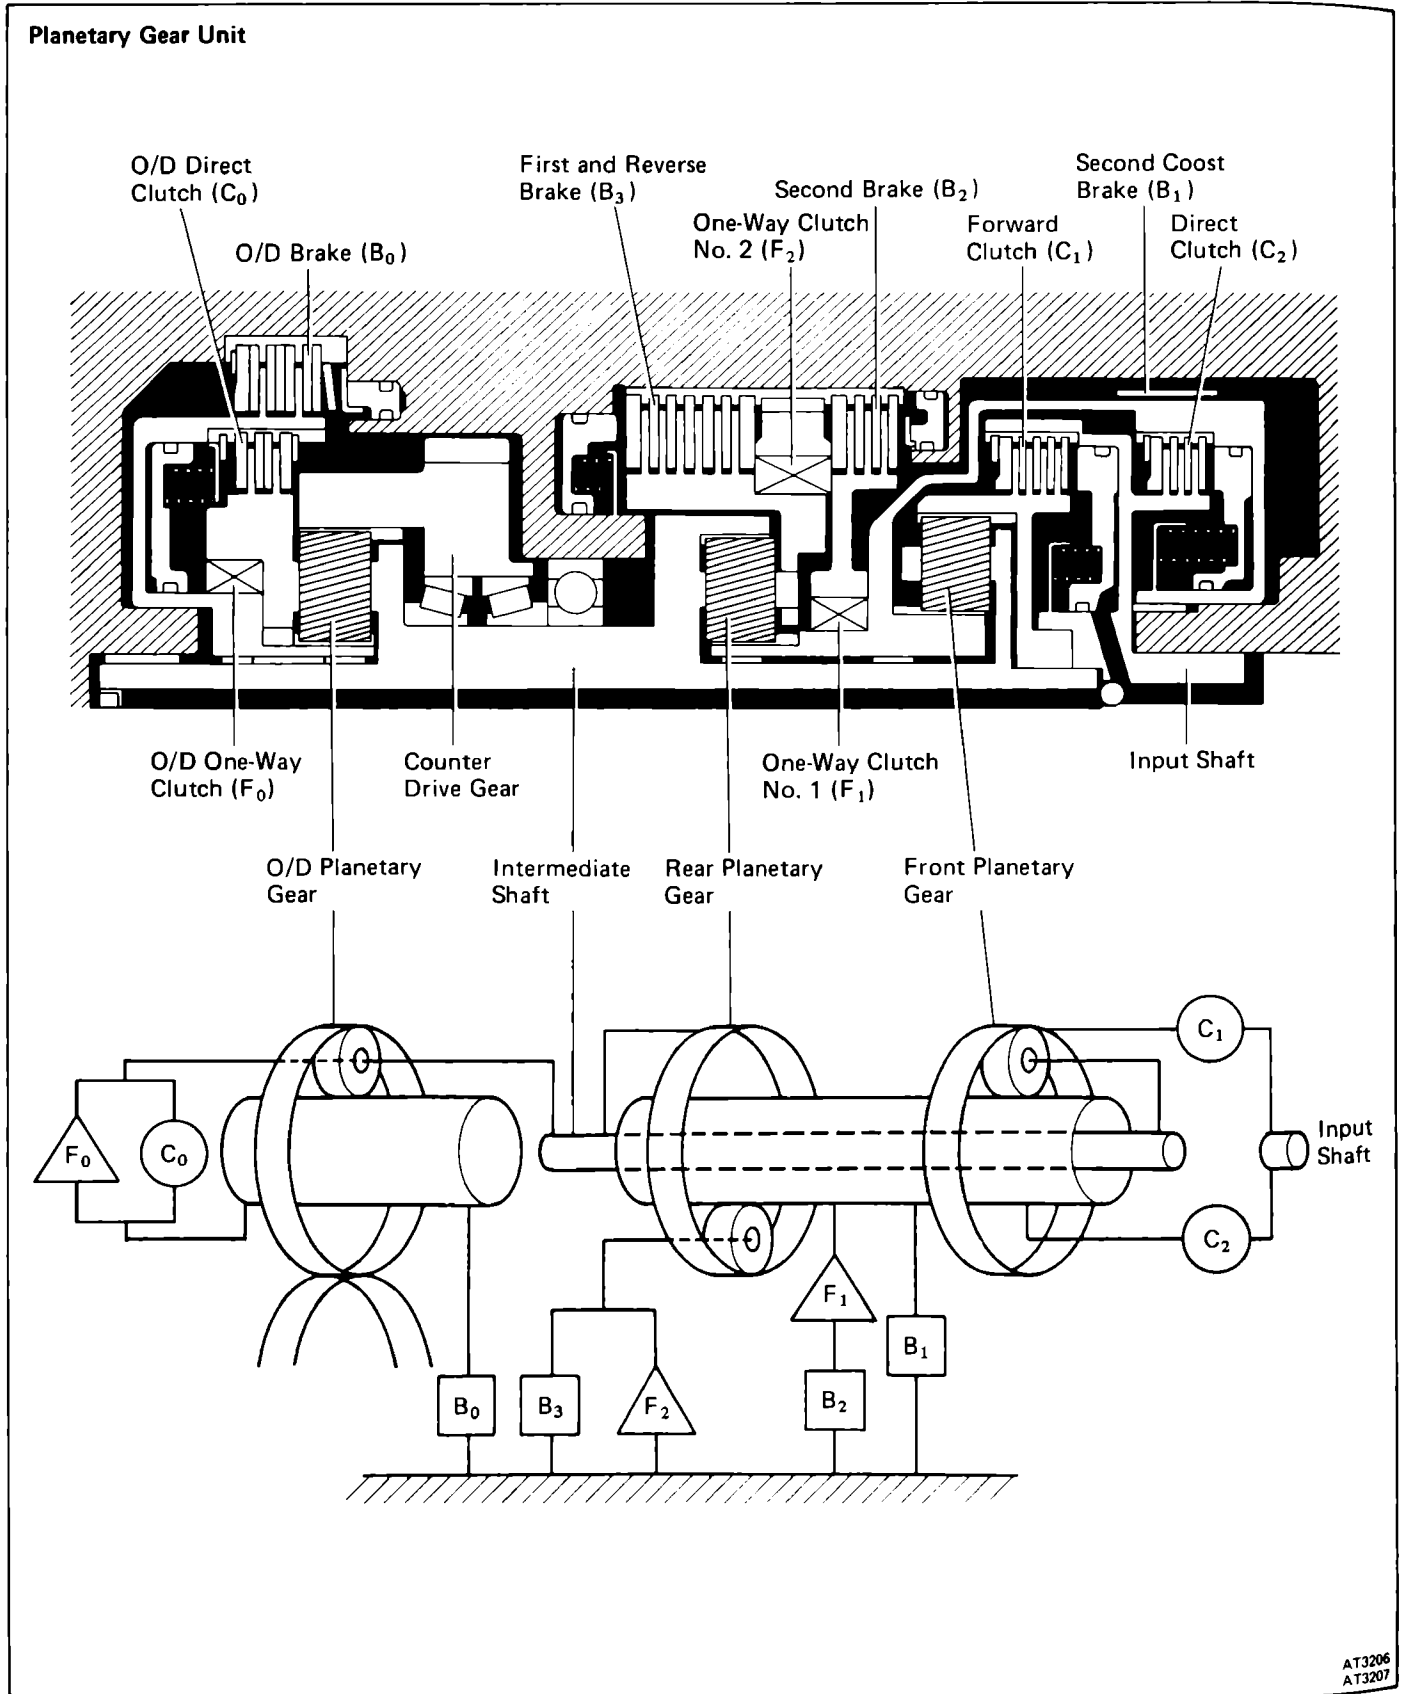 Planetary Gear Unit
O/D Direct
Clutch (C₀)
O/D Brake (B₀)
First and Reverse
Brake (B₃)
Second Brake (B₂)
One-Way Clutch
No. 2 (F₂)
Second Coost
Brake (B₁)
Forward
Clutch (C₁)
Direct
Clutch (C₂)
O/D One-Way
Clutch (F₀)
Counter
Drive Gear
One-Way Clutch
No. 1 (F₁)
Input Shaft
O/D Planetary
Gear
Intermediate
Shaft
Rear Planetary
Gear
Front Planetary
Gear
C₁
F₀
C₀
Input
Shaft
C₂
F₁
B₁
B₀
B₃
F₂
B₂
AT3206
AT3207